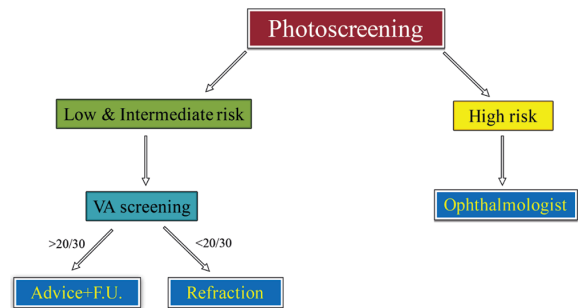 Photoscreening
Low & Intermediate risk
High risk
VA screening
Ophthalmologist
>20/30
<20/30
Advice+F.U.
Refraction